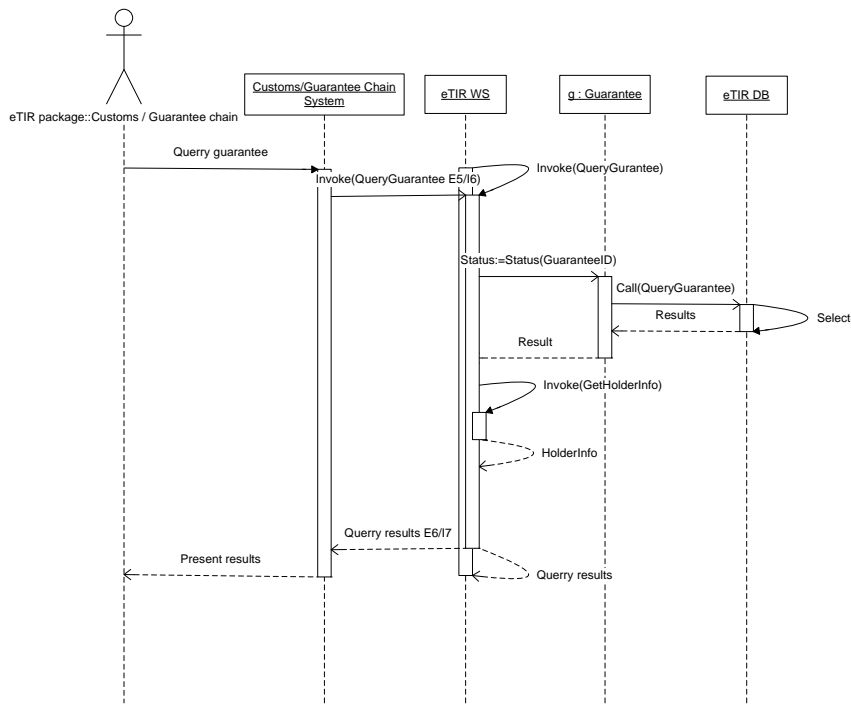 Customs/Guarantee Chain
System
eTIR WS
g : Guarantee
eTIR DB
eTIR package::Customs / Guarantee chain
Querry guarantee
Invoke(QueryGurantee)
Invoke(QueryGuarantee E5/I6)
Status:=Status(GuaranteeID)
Call(QueryGuarantee)
Results
Select
Result
Invoke(GetHolderInfo)
HolderInfo
Querry results E6/I7
Present results
Querry results